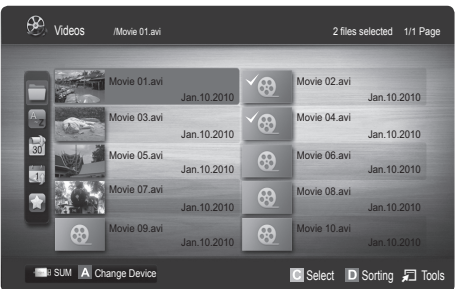 Videos /Movie 01.avi 2 files selected 1/1 Page
Movie 01.avi Movie 02.avi
Jan.10.2010 Jan.10.2010
Movie 03.avi Movie 04.avi
Jan.10.2010 Jan.10.2010
Movie 05.avi Movie 06.avi
Jan.10.2010 Jan.10.2010
Movie 07.avi Movie 08.avi
Jan.10.2010 Jan.10.2010
Movie 09.avi Movie 10.avi
Jan.10.2010 Jan.10.2010
A Z
30
1
SUM A Change Device C Select D Sorting Tools